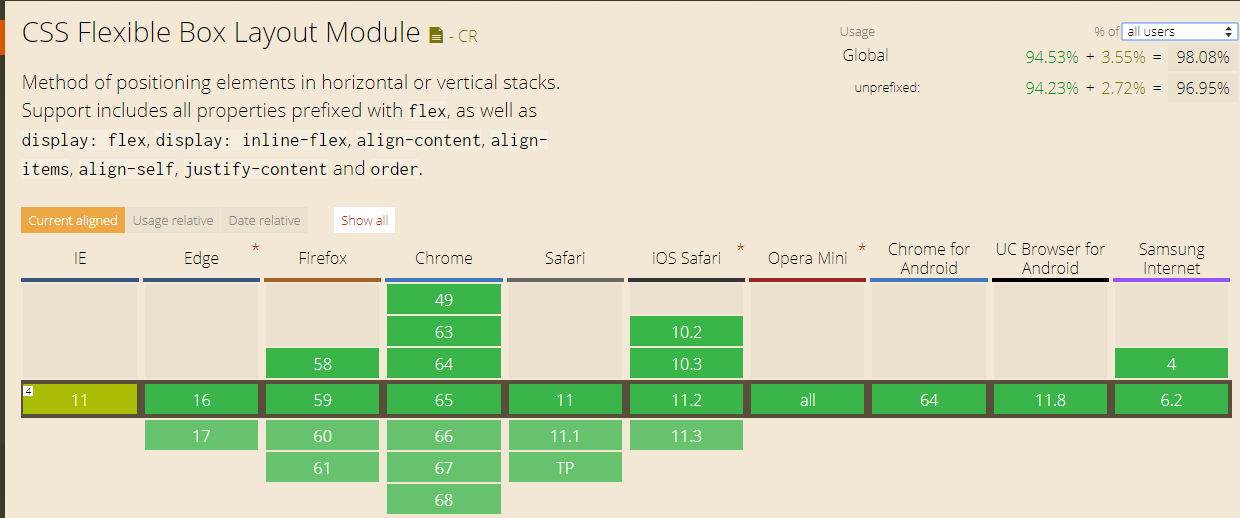 CSS Flexible Box Layout Module - CR
Usage % of all users
Global 94.53% + 3.55% = 98.08%
unprefixed: 94.23% + 2.72% = 96.95%
Method of positioning elements in horizontal or vertical stacks.
Support includes all properties prefixed with flex, as well as
display: flex, display: inline-flex, align-content, align-
items, align-self, justify-content and order.
Current aligned Usage relative Date relative Show all
IE Edge * Firefox Chrome Safari iOS Safari * Opera Mini * Chrome for Android UC Browser for Android Samsung Internet
49
63 10.2
58 64 10.3 4
4 11 16 59 65 11 11.2 all 64 11.8 6.2
17 60 66 11.1 11.3
61 67 TP
68